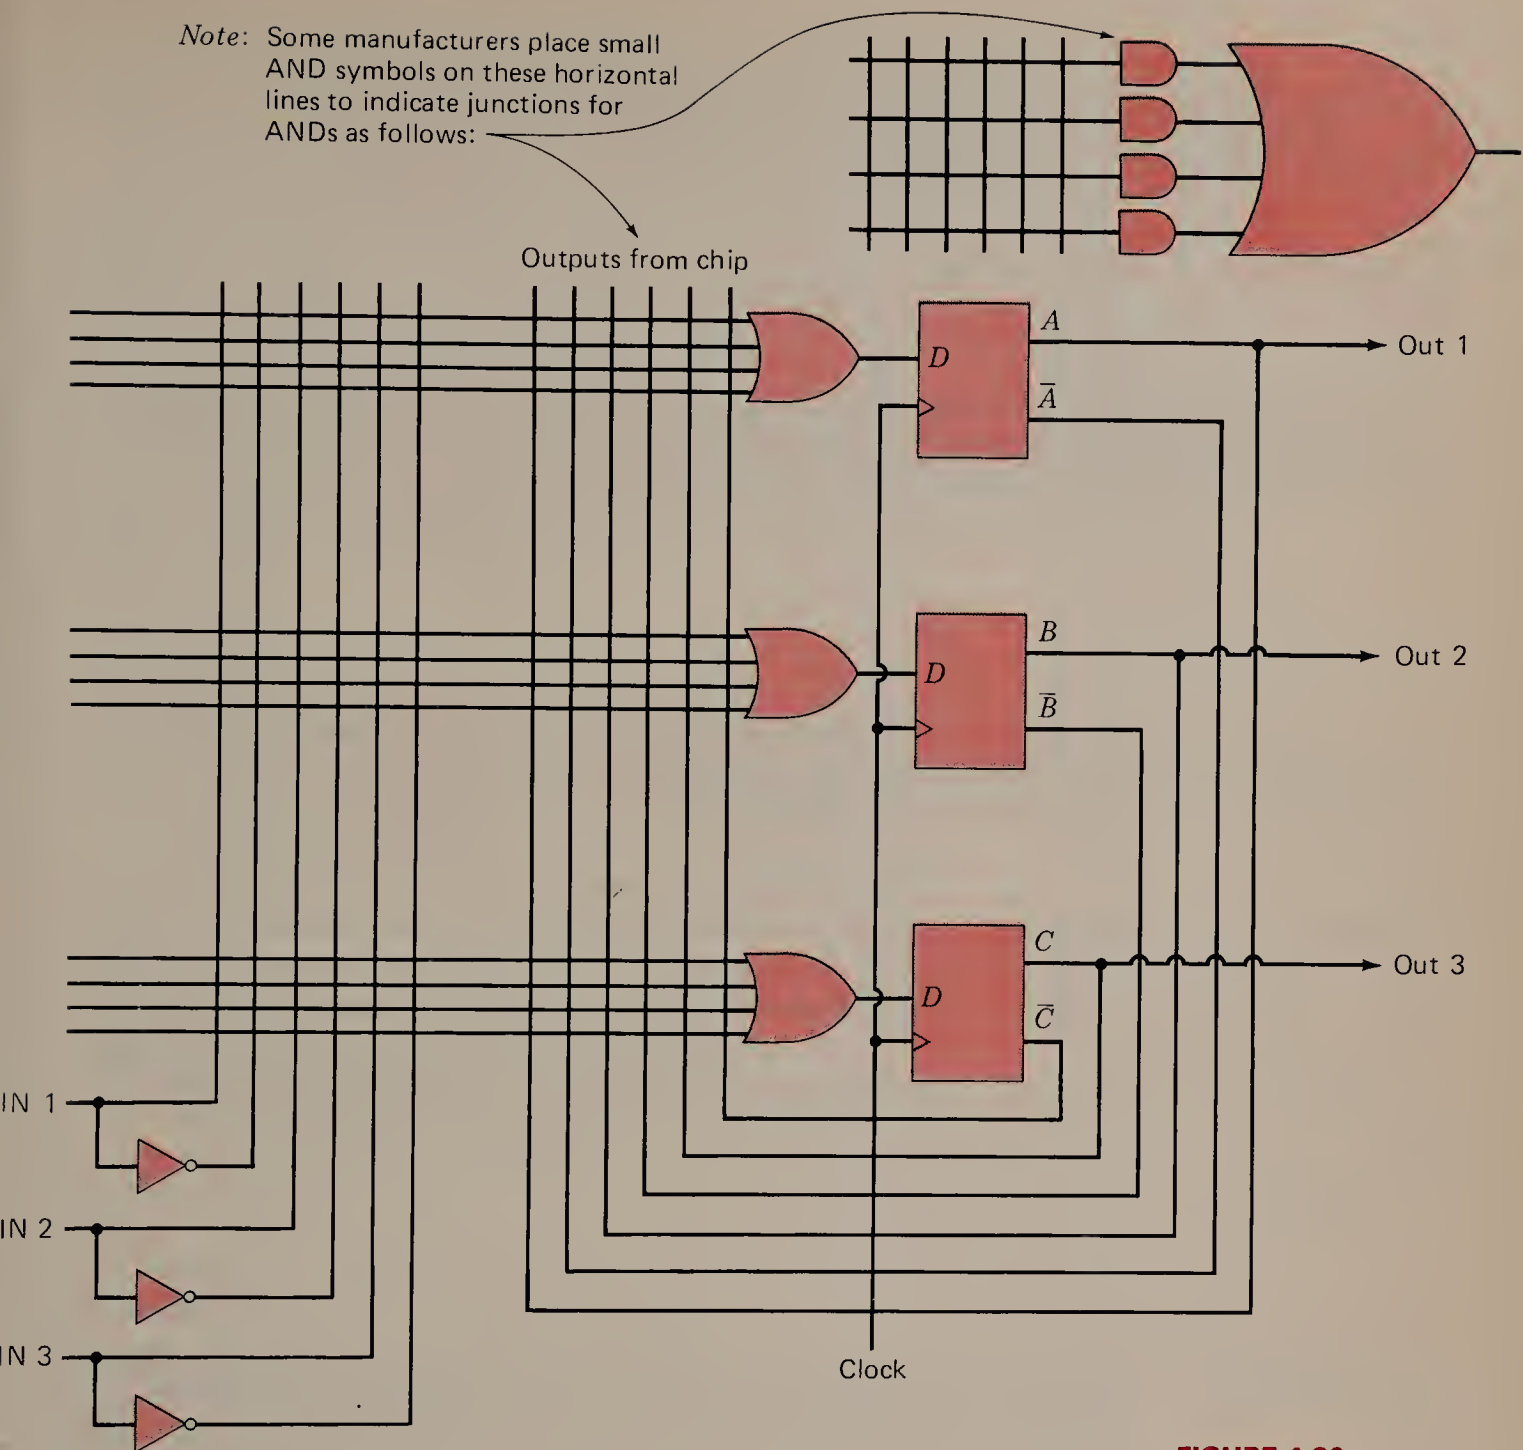 Note: Some manufacturers place small
AND symbols on these horizontal
lines to indicate junctions for
ANDs as follows:
Outputs from chip
A
D
Out 1
A̅
B
D
Out 2
B̅
C
D
Out 3
C̅
IN 1
IN 2
IN 3
Clock